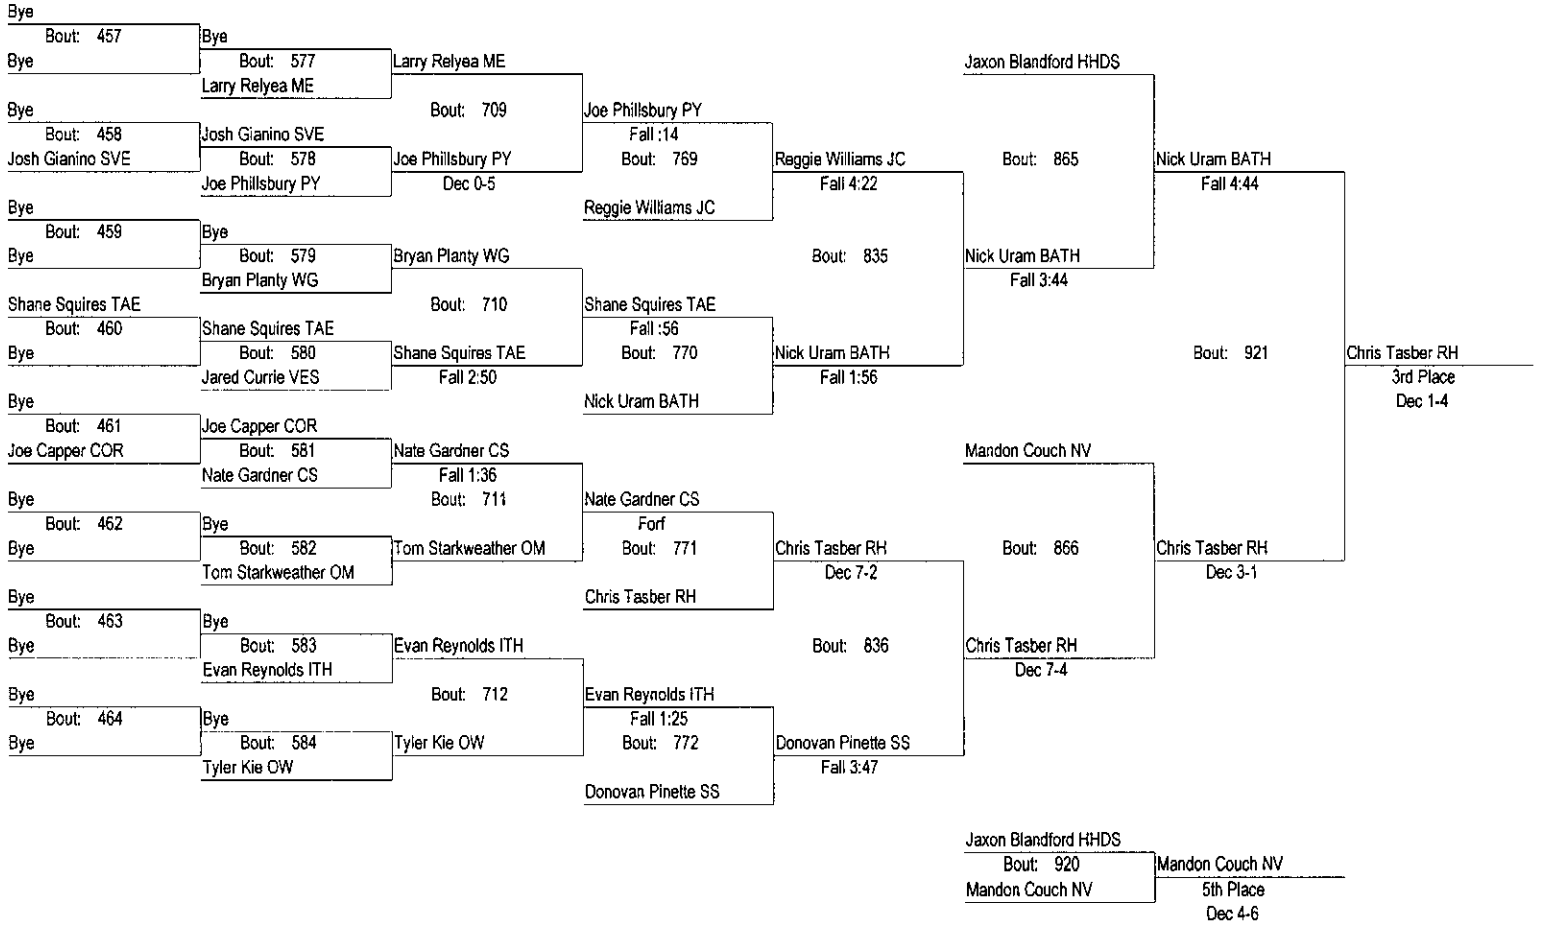 Bye
Bout: 457
Bye
Bye
Bout: 458
Josh Gianino SVE
Bye
Bout: 459
Bye
Shane Squires TAE
Bout: 460
Bye
Bye
Bout: 461
Joe Capper COR
Bye
Bout: 462
Bye
Bye
Bout: 463
Bye
Bye
Bout: 464
Bye
Bye
Bout: 577
Larry Relyea ME
Josh Gianino SVE
Bout: 578
Joe Phillsbury PY
Bye
Bout: 579
Bryan Planty WG
Shane Squires TAE
Bout: 580
Jared Currie VES
Joe Capper COR
Bout: 581
Nate Gardner CS
Bye
Bout: 582
Tom Starkweather OM
Bye
Bout: 583
Evan Reynolds ITH
Bye
Bout: 584
Tyler Kie OW
Larry Relyea ME
Bout: 709
Joe Phillsbury PY
Dec 0-5
Bryan Planty WG
Bout: 710
Shane Squires TAE
Fall 2:50
Nate Gardner CS
Fall 1:36
Bout: 711
Tom Starkweather OM
Evan Reynolds ITH
Bout: 712
Tyler Kie OW
Joe Phillsbury PY
Fall :14
Bout: 769
Reggie Williams JC
Shane Squires TAE
Fall :56
Bout: 770
Nick Uram BATH
Nate Gardner CS
Forf
Bout: 771
Chris Tasber RH
Evan Reynolds ITH
Fall 1:25
Bout: 772
Donovan Pinette SS
Reggie Williams JC
Fall 4:22
Bout: 835
Nick Uram BATH
Fall 1:56
Chris Tasber RH
Dec 7-2
Bout: 836
Donovan Pinette SS
Fall 3:47
Jaxon Blandford HHDS
Bout: 865
Nick Uram BATH
Fall 3:44
Mandon Couch NV
Bout: 866
Chris Tasber RH
Dec 7-4
Nick Uram BATH
Fall 4:44
Bout: 921
Chris Tasber RH
Dec 3-1
Chris Tasber RH
3rd Place
Dec 1-4
Jaxon Blandford HHDS
Bout: 920
Mandon Couch NV
Mandon Couch NV
5th Place
Dec 4-6